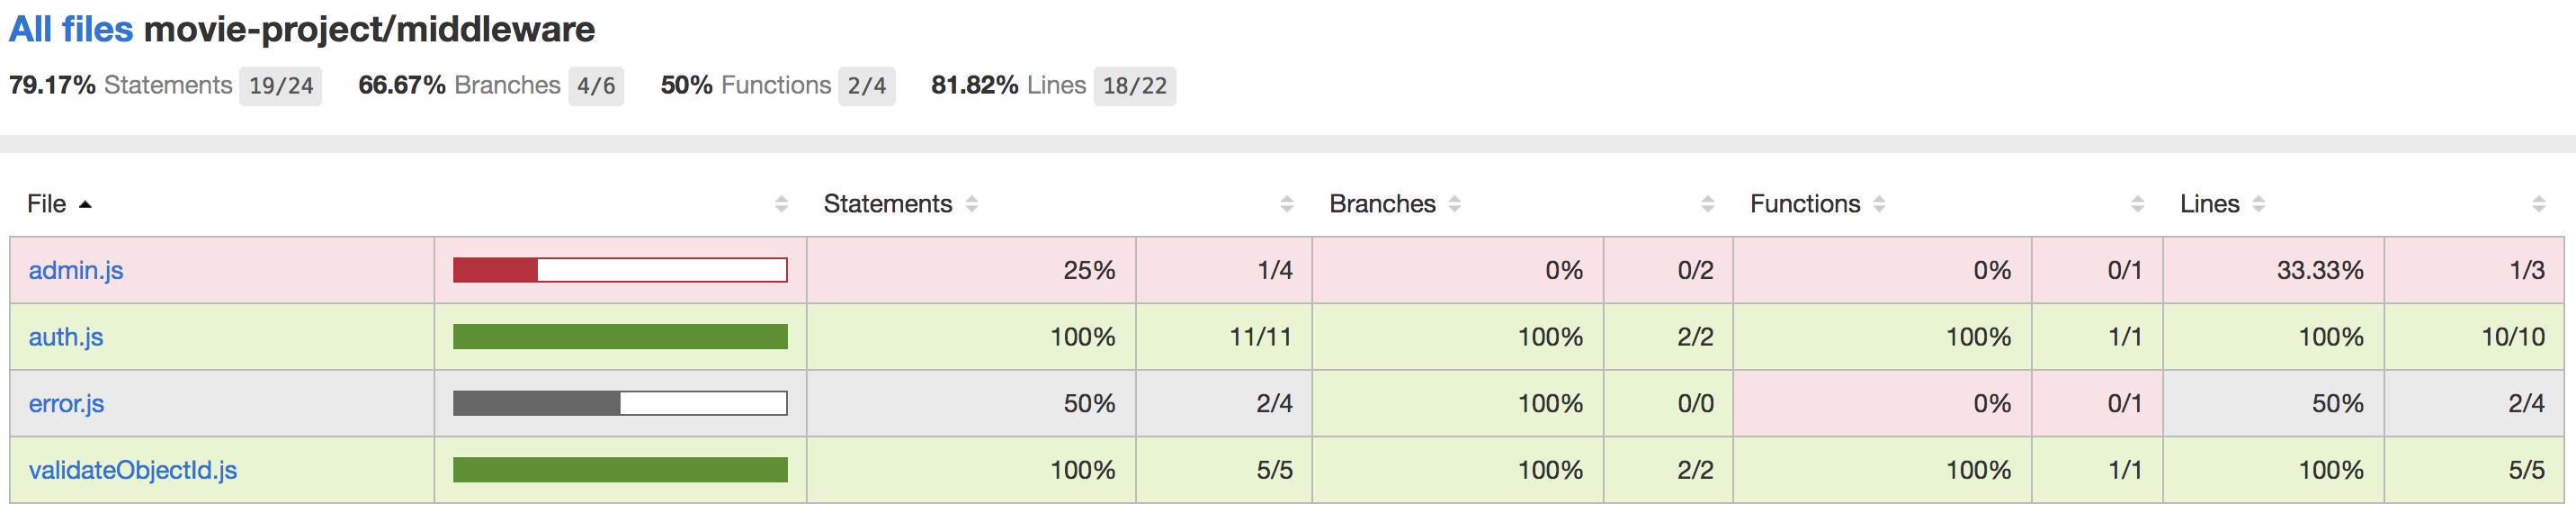 All files movie-project/middleware
79.17% Statements 19/24 66.67% Branches 4/6 50% Functions 2/4 81.82% Lines 18/22
File Statements Branches Functions Lines
admin.js 25% 1/4 0% 0/2 0% 0/1 33.33% 1/3
auth.js 100% 11/11 100% 2/2 100% 1/1 100% 10/10
error.js 50% 2/4 100% 0/0 0% 0/1 50% 2/4
validateObjectId.js 100% 5/5 100% 2/2 100% 1/1 100% 5/5